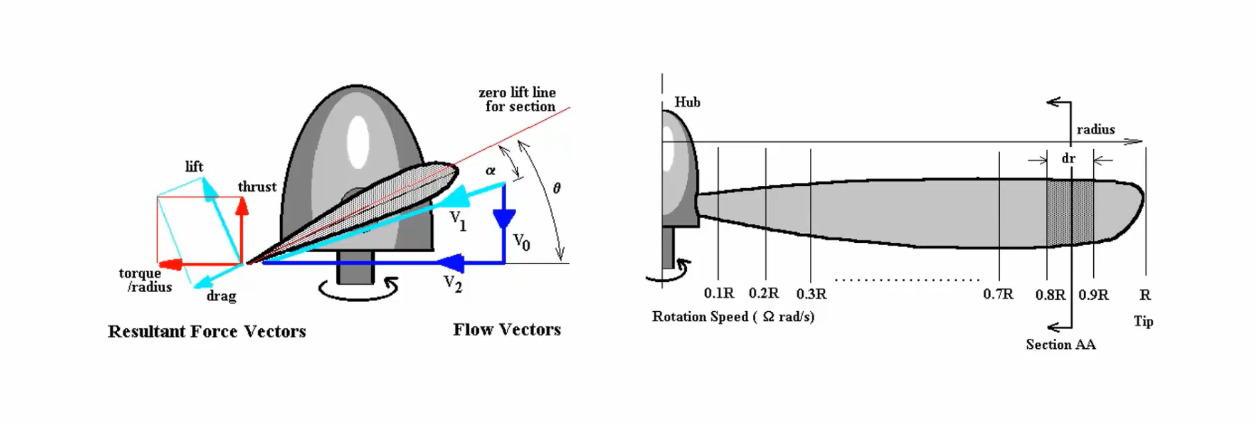 zero lift line
for section
α
θ
lift
thrust
V1
V0
V2
torque
/radius
drag
Resultant Force Vectors
Flow Vectors
Hub
radius
dr
0.1R
0.2R
0.3R
0.7R
0.8R
0.9R
R
Rotation Speed ( Ω rad/s)
Tip
Section AA